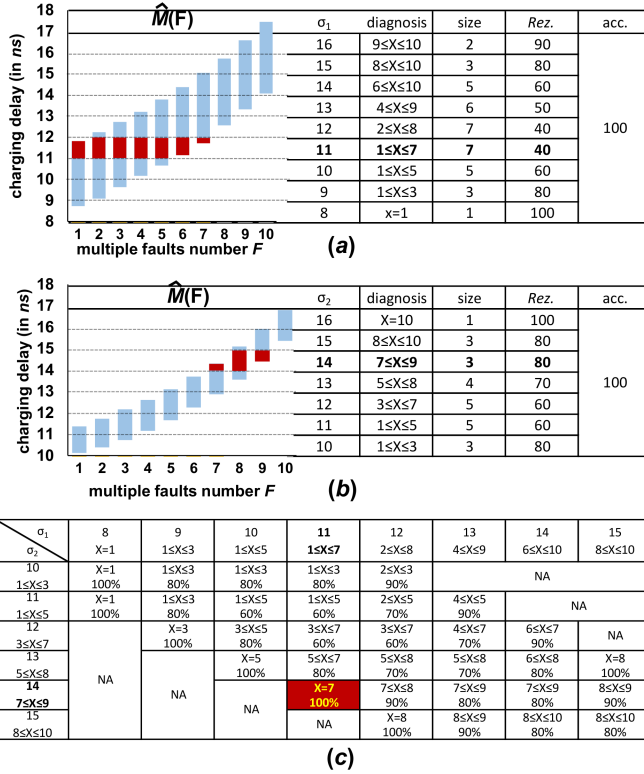 M̂(F)
charging delay (in ns)
18
17
16
15
14
13
12
11
10
9
8
1 2 3 4 5 6 7 8 9 10
multiple faults number F
σ1 diagnosis size Rez. acc.
16 9≤X≤10 2 90
15 8≤X≤10 3 80
14 6≤X≤10 5 60
13 4≤X≤9 6 50
12 2≤X≤8 7 40
11 1≤X≤7 7 40
10 1≤X≤5 5 60
9 1≤X≤3 3 80
8 x=1 1 100
100
(a)
M̂(F)
charging delay (in ns)
18
17
16
15
14
13
12
11
10
1 2 3 4 5 6 7 8 9 10
multiple faults number F
σ2 diagnosis size Rez. acc.
16 X=10 1 100
15 8≤X≤10 3 80
14 7≤X≤9 3 80
13 5≤X≤8 4 70
12 3≤X≤7 5 60
11 1≤X≤5 5 60
10 1≤X≤3 3 80
100
(b)
σ1 8 9 10 11 12 13 14 15
σ2 X=1 1≤X≤3 1≤X≤5 1≤X≤7 2≤X≤8 4≤X≤9 6≤X≤10 8≤X≤10
10 X=1 1≤X≤3 1≤X≤3 1≤X≤3 2≤X≤3 NA
1≤X≤3 100% 80% 80% 80% 90%
11 X=1 1≤X≤3 1≤X≤5 1≤X≤5 2≤X≤5 4≤X≤5 NA
1≤X≤5 100% 80% 60% 60% 70% 90%
12 NA X=3 3≤X≤5 3≤X≤7 3≤X≤7 4≤X≤7 6≤X≤7 NA
3≤X≤7 100% 80% 60% 60% 70% 90%
13 NA X=5 5≤X≤7 5≤X≤8 5≤X≤8 6≤X≤8 X=8
5≤X≤8 100% 80% 70% 70% 80% 100%
14 NA X=7 7≤X≤8 7≤X≤9 7≤X≤9 8≤X≤9
7≤X≤9 100% 90% 80% 80% 90%
15 NA X=8 8≤X≤9 8≤X≤10 8≤X≤10
8≤X≤10 100% 90% 80% 80%
(c)